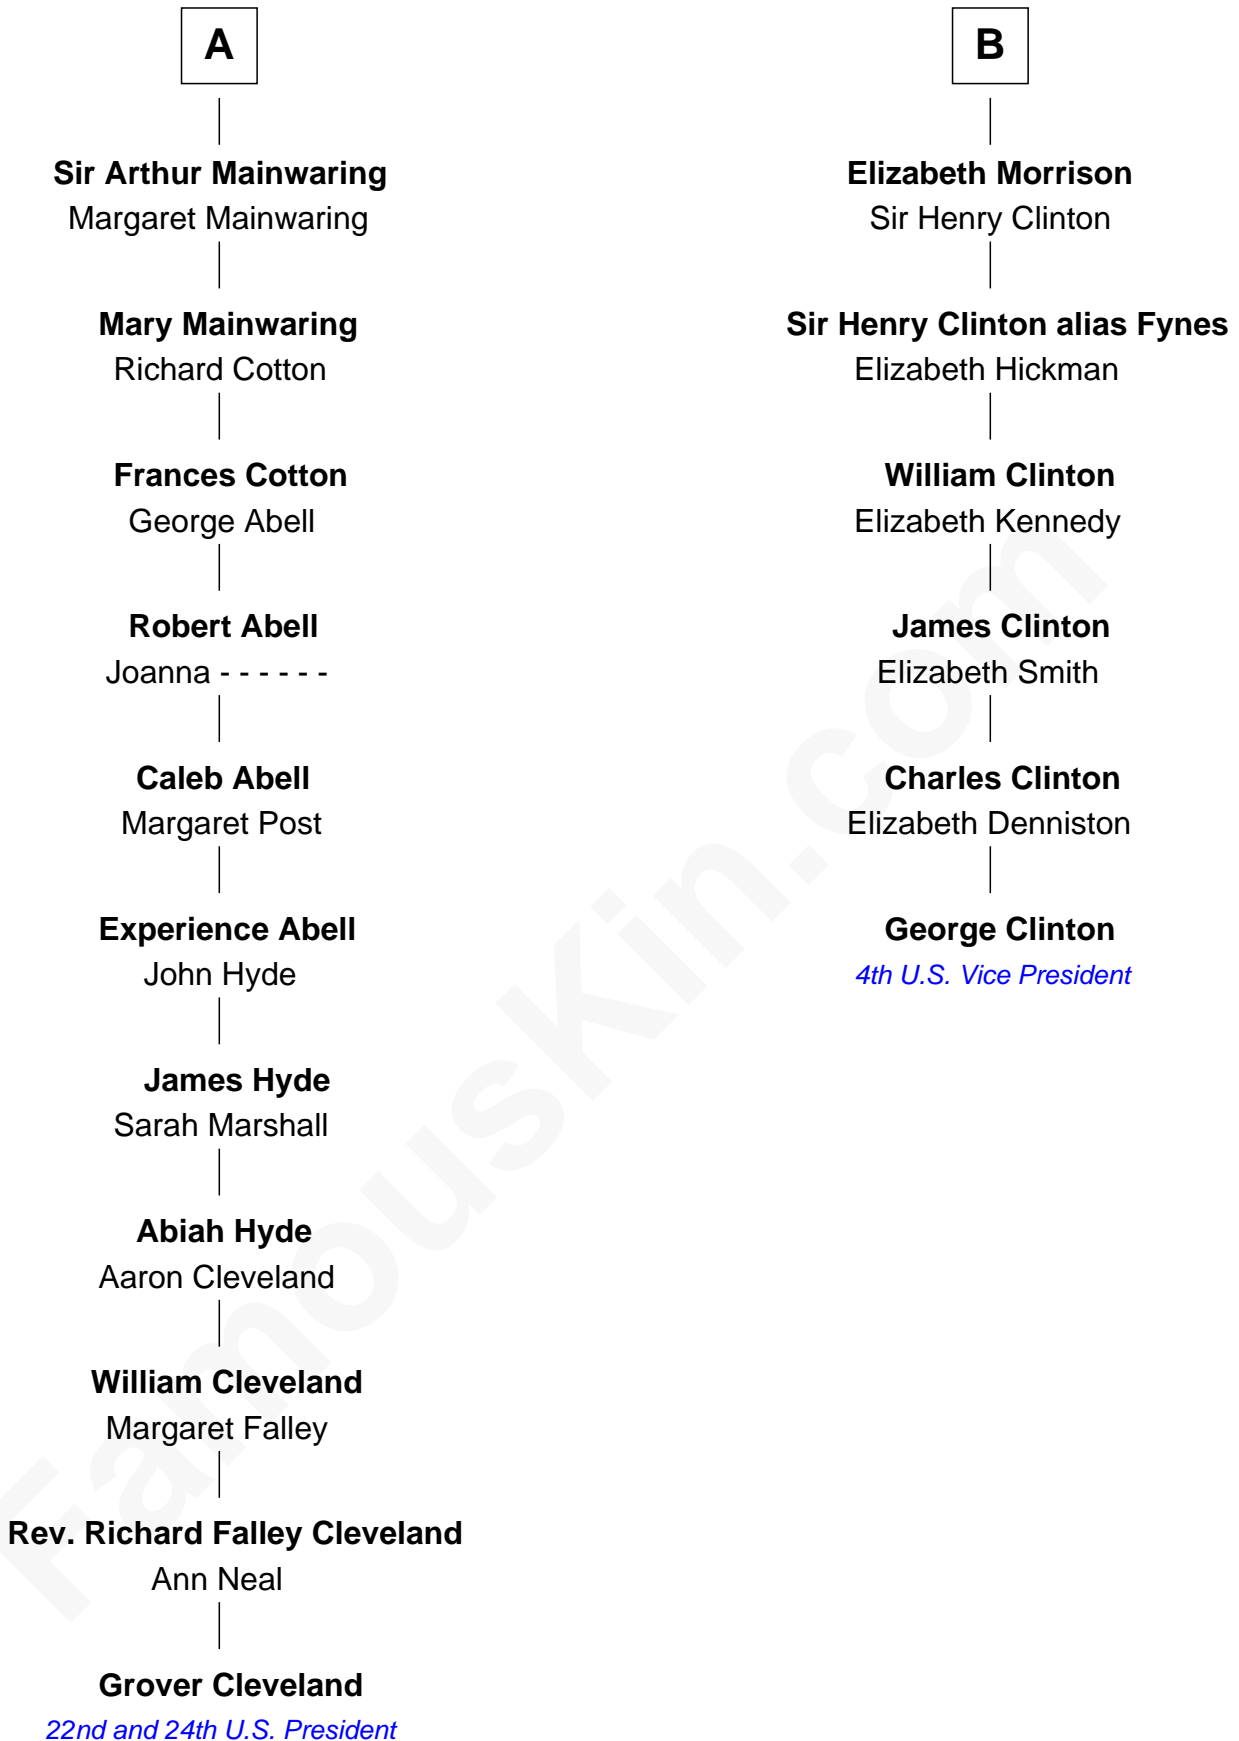 A
Sir Arthur Mainwaring
Margaret Mainwaring
Mary Mainwaring
Richard Cotton
Frances Cotton
George Abell
Robert Abell
Joanna - - - - - -
Caleb Abell
Margaret Post
Experience Abell
John Hyde
James Hyde
Sarah Marshall
Abiah Hyde
Aaron Cleveland
William Cleveland
Margaret Falley
Rev. Richard Falley Cleveland
Ann Neal
Grover Cleveland
22nd and 24th U.S. President
B
Elizabeth Morrison
Sir Henry Clinton
Sir Henry Clinton alias Fynes
Elizabeth Hickman
William Clinton
Elizabeth Kennedy
James Clinton
Elizabeth Smith
Charles Clinton
Elizabeth Denniston
George Clinton
4th U.S. Vice President
FamousKin.com